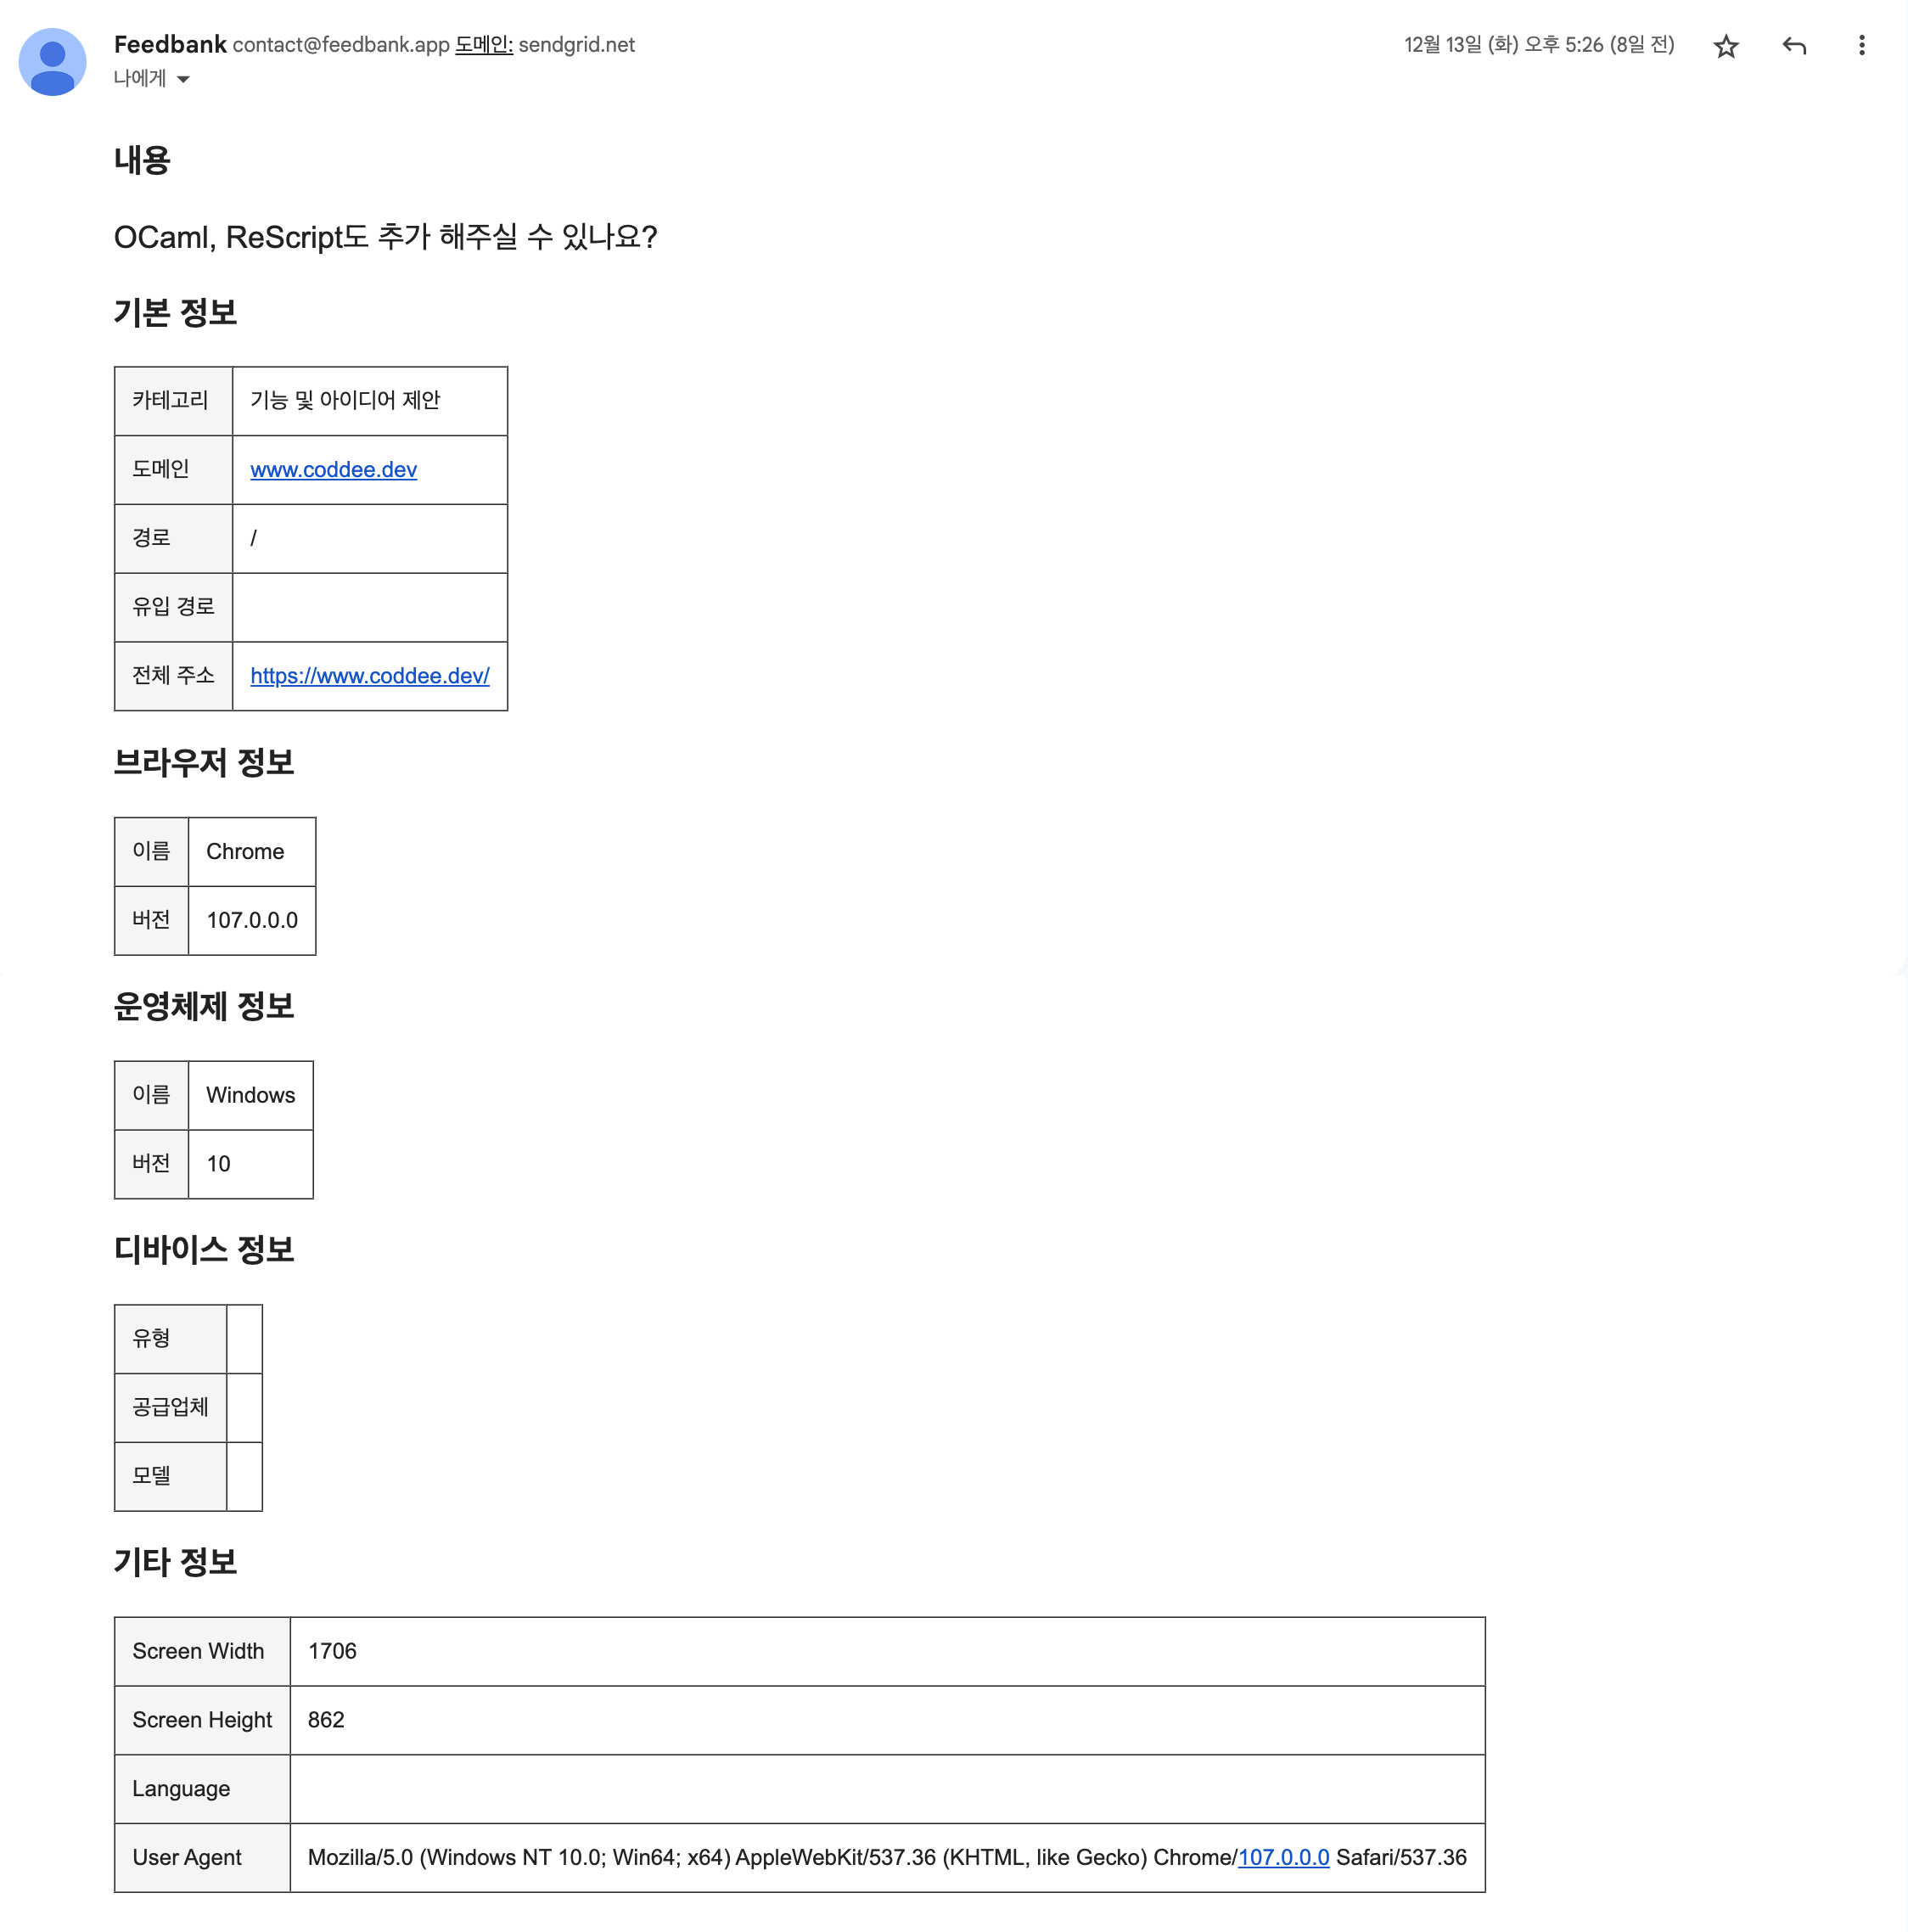 Feedbank contact@feedbank.app 도메인: sendgrid.net
12월 13일 (화) 오후 5:26 (8일 전)
나에게
내용
OCaml, ReScript도 추가 해주실 수 있나요?
기본 정보
카테고리 기능 및 아이디어 제안
도메인 www.coddee.dev
경로 /
유입 경로
전체 주소 https://www.coddee.dev/
브라우저 정보
이름 Chrome
버전 107.0.0.0
운영체제 정보
이름 Windows
버전 10
디바이스 정보
유형
공급업체
모델
기타 정보
Screen Width 1706
Screen Height 862
Language
User Agent Mozilla/5.0 (Windows NT 10.0; Win64; x64) AppleWebKit/537.36 (KHTML, like Gecko) Chrome/107.0.0.0 Safari/537.36